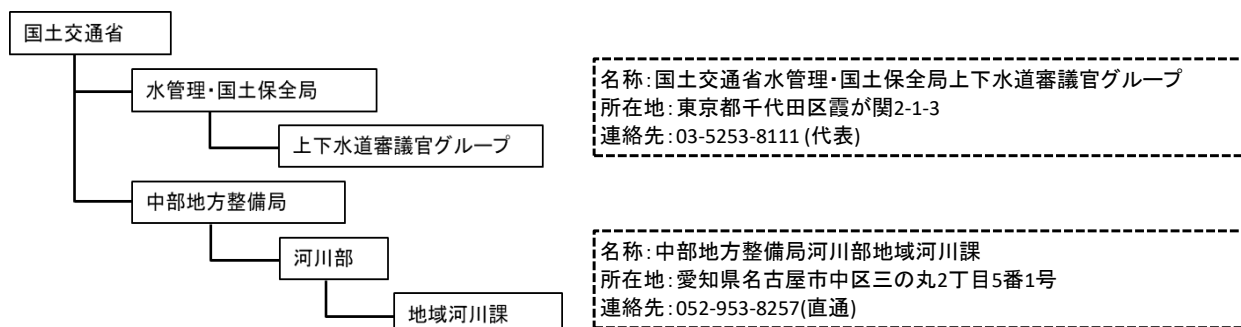 国土交通省
水管理・国土保全局
上下水道審議官グループ
名称:国土交通省水管理・国土保全局上下水道審議官グループ
所在地:東京都千代田区霞が関2-1-3
連絡先:03-5253-8111 (代表)
中部地方整備局
河川部
地域河川課
名称:中部地方整備局河川部地域河川課
所在地:愛知県名古屋市中区三の丸2丁目5番1号
連絡先:052-953-8257(直通)